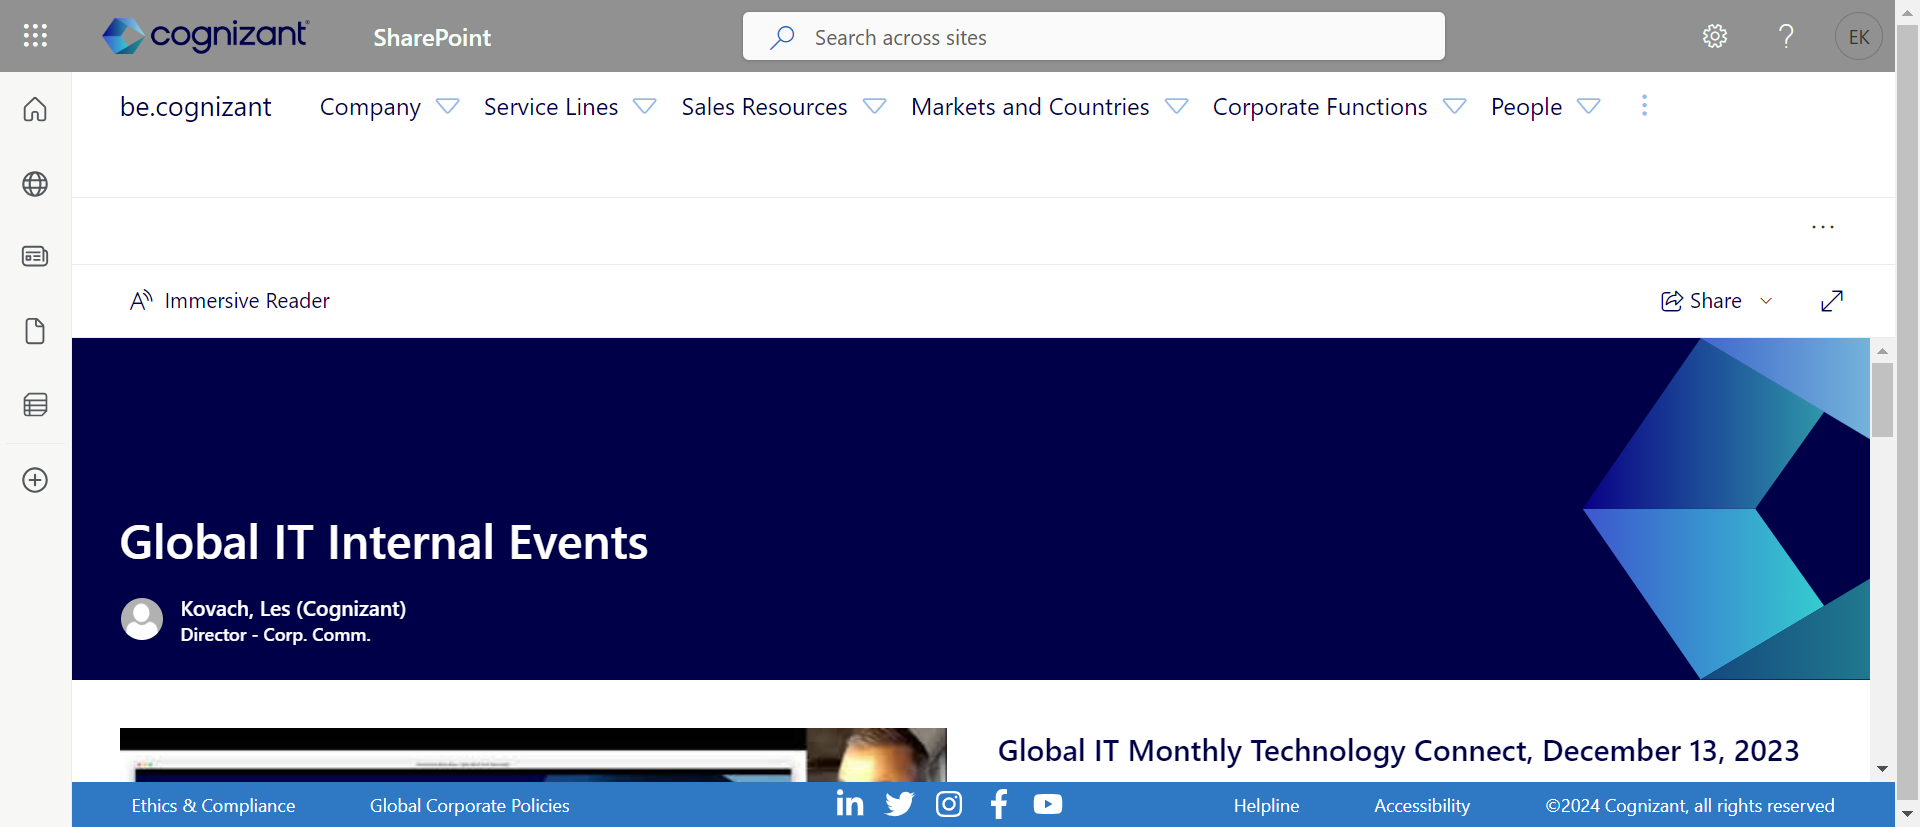 cognizant
SharePoint
Search across sites
EK
be.cognizant
Company
Service Lines
Sales Resources
Markets and Countries
Corporate Functions
People
Immersive Reader
Share
Global IT Internal Events
Kovach, Les (Cognizant)
Director - Corp. Comm.
Global IT Monthly Technology Connect, December 13, 2023
Ethics & Compliance
Global Corporate Policies
Helpline
Accessibility
©2024 Cognizant, all rights reserved